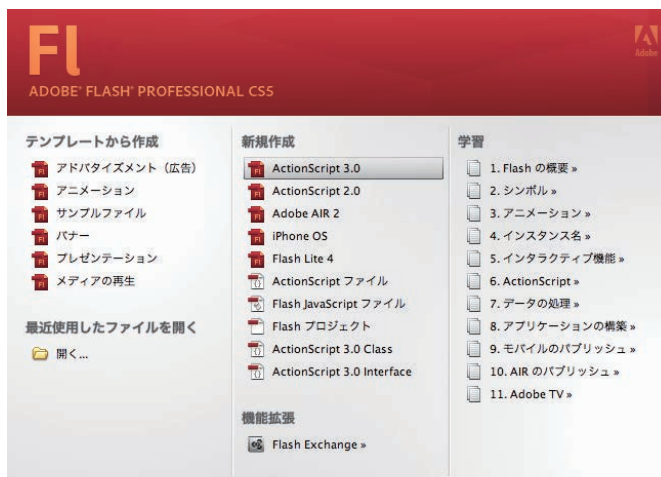 Fl
Adobe
ADOBE® FLASH® PROFESSIONAL CS5
テンプレートから作成
アドバタイズメント（広告）
アニメーション
サンプルファイル
バナー
プレゼンテーション
メディアの再生
最近使用したファイルを開く
開く...
新規作成
ActionScript 3.0
ActionScript 2.0
Adobe AIR 2
iPhone OS
Flash Lite 4
ActionScript ファイル
Flash JavaScript ファイル
Flash プロジェクト
ActionScript 3.0 Class
ActionScript 3.0 Interface
機能拡張
Flash Exchange »
学習
1. Flash の概要 »
2. シンボル »
3. アニメーション »
4. インスタンス名 »
5. インタラクティブ機能 »
6. ActionScript »
7. データの処理 »
8. アプリケーションの構築 »
9. モバイルのパブリッシュ »
10. AIR のパブリッシュ »
11. Adobe TV »